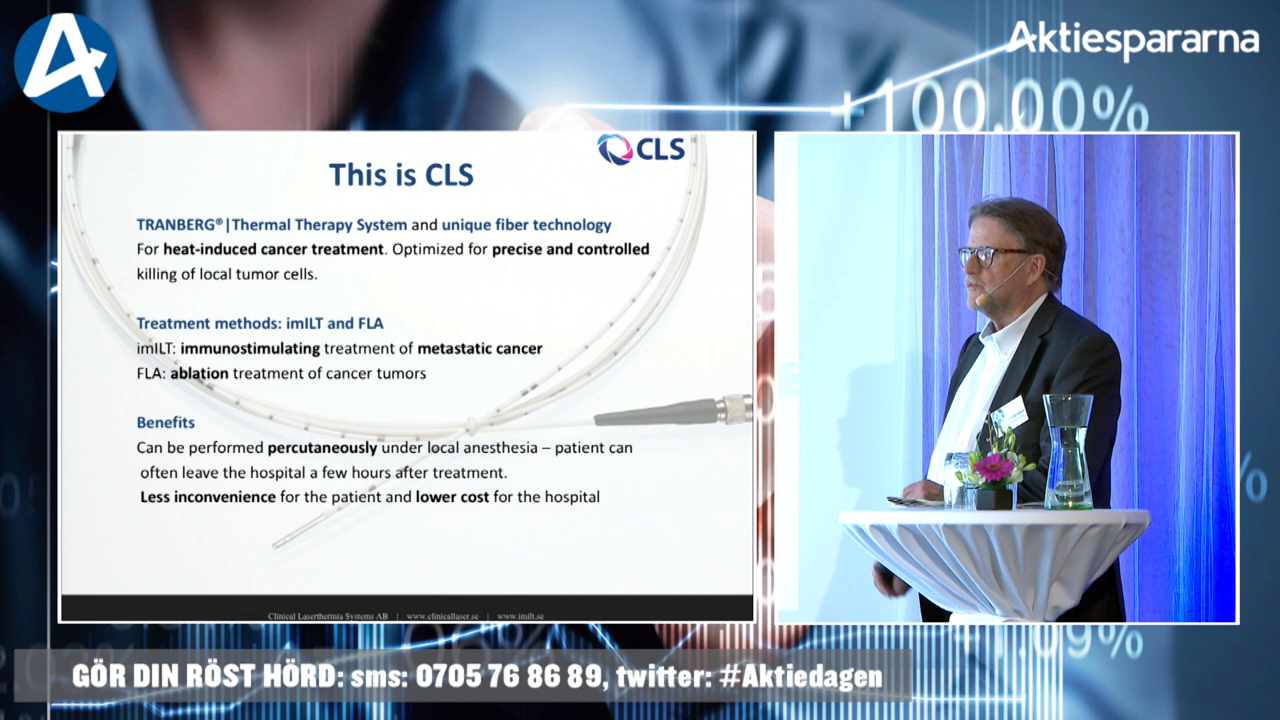 A
Aktiespararna
+100,00%
CLS
This is CLS
TRANBERG®|Thermal Therapy System and unique fiber technology
For heat-induced cancer treatment. Optimized for precise and controlled
killing of local tumor cells.
Treatment methods: imILT and FLA
imILT: immunostimulating treatment of metastatic cancer
FLA: ablation treatment of cancer tumors
Benefits
Can be performed percutaneously under local anesthesia – patient can
often leave the hospital a few hours after treatment.
Less inconvenience for the patient and lower cost for the hospital
Clinical Laserthermia Systems AB | www.clinicallaser.se | www.imilt.se
+1.09%
GÖR DIN RÖST HÖRD: sms: 0705 76 86 89, twitter: #Aktiedagen